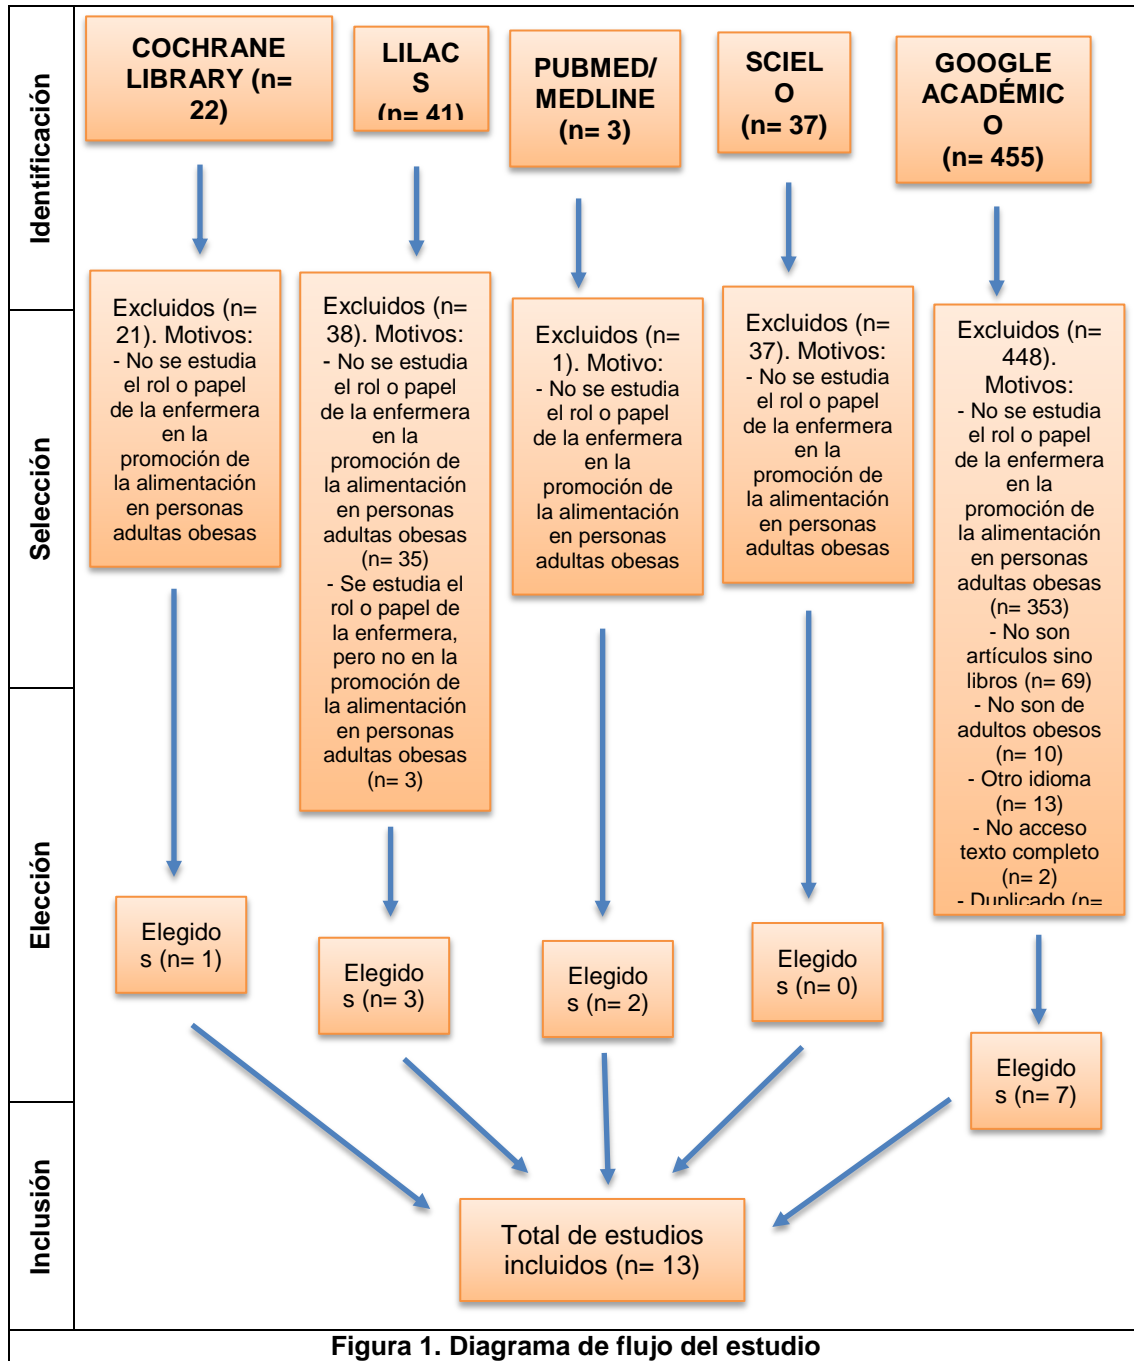 Identificación
COCHRANE
LIBRARY (n=
22)
LILAC
S
(n= 41)
PUBMED/
MEDLINE
(n= 3)
SCIEL
O
(n= 37)
GOOGLE
ACADÉMIC
O
(n= 455)
Selección
Excluidos (n=
21). Motivos:
- No se estudia
el rol o papel
de la enfermera
en la
promoción de
la alimentación
en personas
adultas obesas
Excluidos (n=
38). Motivos:
- No se estudia
el rol o papel
de la enfermera
en la
promoción de
la alimentación
en personas
adultas obesas
(n= 35)
- Se estudia el
rol o papel de
la enfermera,
pero no en la
promoción de
la alimentación
en personas
adultas obesas
(n= 3)
Excluidos (n=
1). Motivo:
- No se estudia
el rol o papel
de la enfermera
en la
promoción de
la alimentación
en personas
adultas obesas
Excluidos (n=
37). Motivos:
- No se estudia
el rol o papel
de la enfermera
en la
promoción de
la alimentación
en personas
adultas obesas
Excluidos (n=
448).
Motivos:
- No se estudia
el rol o papel
de la enfermera
en la
promoción de
la alimentación
en personas
adultas obesas
(n= 353)
- No son
artículos sino
libros (n= 69)
- No son de
adultos obesos
(n= 10)
- Otro idioma
(n= 13)
- No acceso
texto completo
(n= 2)
- Duplicado (n=
Elección
Elegido
s (n= 1)
Elegido
s (n= 3)
Elegido
s (n= 2)
Elegido
s (n= 0)
Elegido
s (n= 7)
Inclusión
Total de estudios
incluidos (n= 13)
Figura 1. Diagrama de flujo del estudio